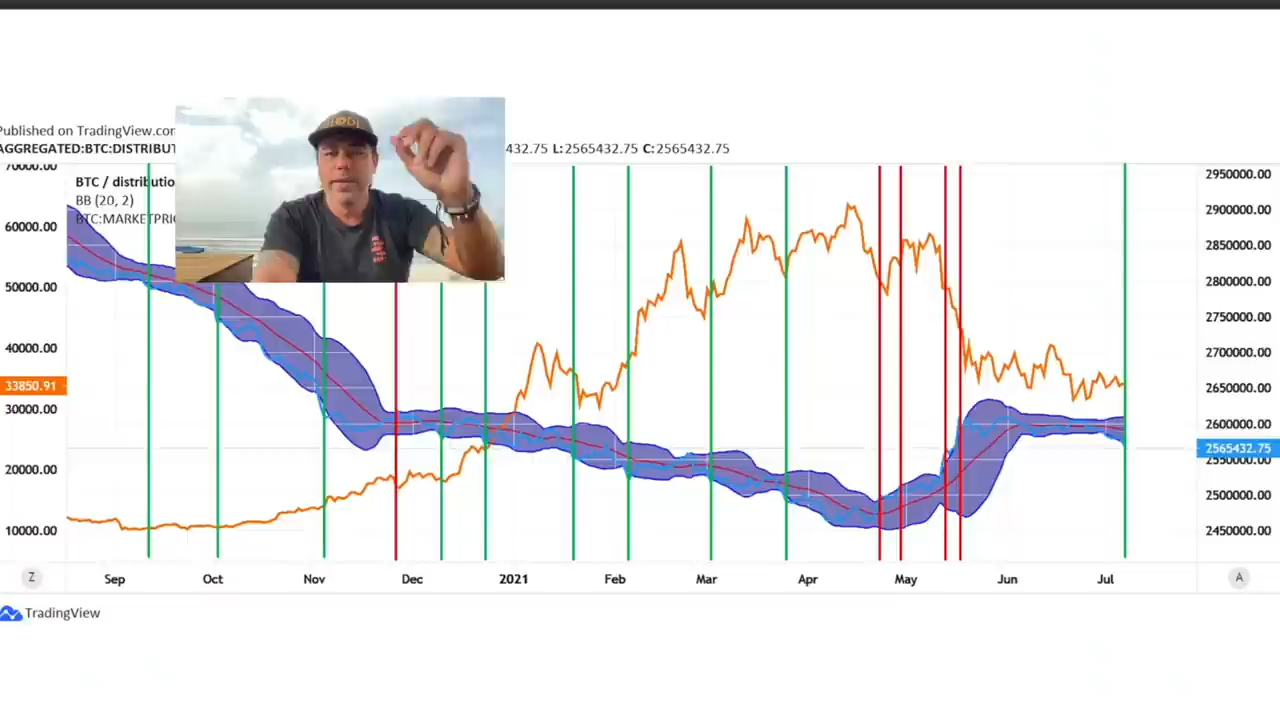 Published on TradingView.com
AGGREGATED:BTC:DISTRIBUT 432.75 L:2565432.75 C:2565432.75
BTC / distributio
BB (20, 2)
BTC:MARKETPRIC
70000.00
60000.00
50000.00
40000.00
33850.91
30000.00
20000.00
10000.00
2950000.00
2900000.00
2850000.00
2800000.00
2750000.00
2700000.00
2650000.00
2600000.00
2565432.75
2550000.00
2500000.00
2450000.00
Z Sep Oct Nov Dec 2021 Feb Mar Apr May Jun Jul A
TradingView